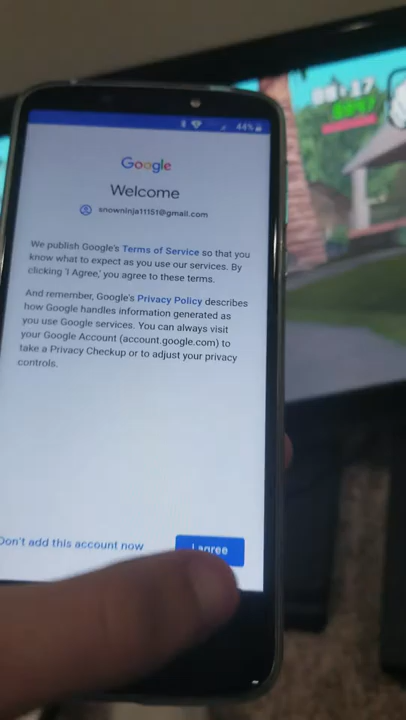 44%
Google
Welcome
snowninja11151@gmail.com
We publish Google's Terms of Service so that you
know what to expect as you use our services. By
clicking 'I Agree,' you agree to these terms.
And remember, Google's Privacy Policy describes
how Google handles information generated as
you use Google services. You can always visit
your Google Account (account.google.com) to
take a Privacy Checkup or to adjust your privacy
controls.
Don't add this account now
I agree